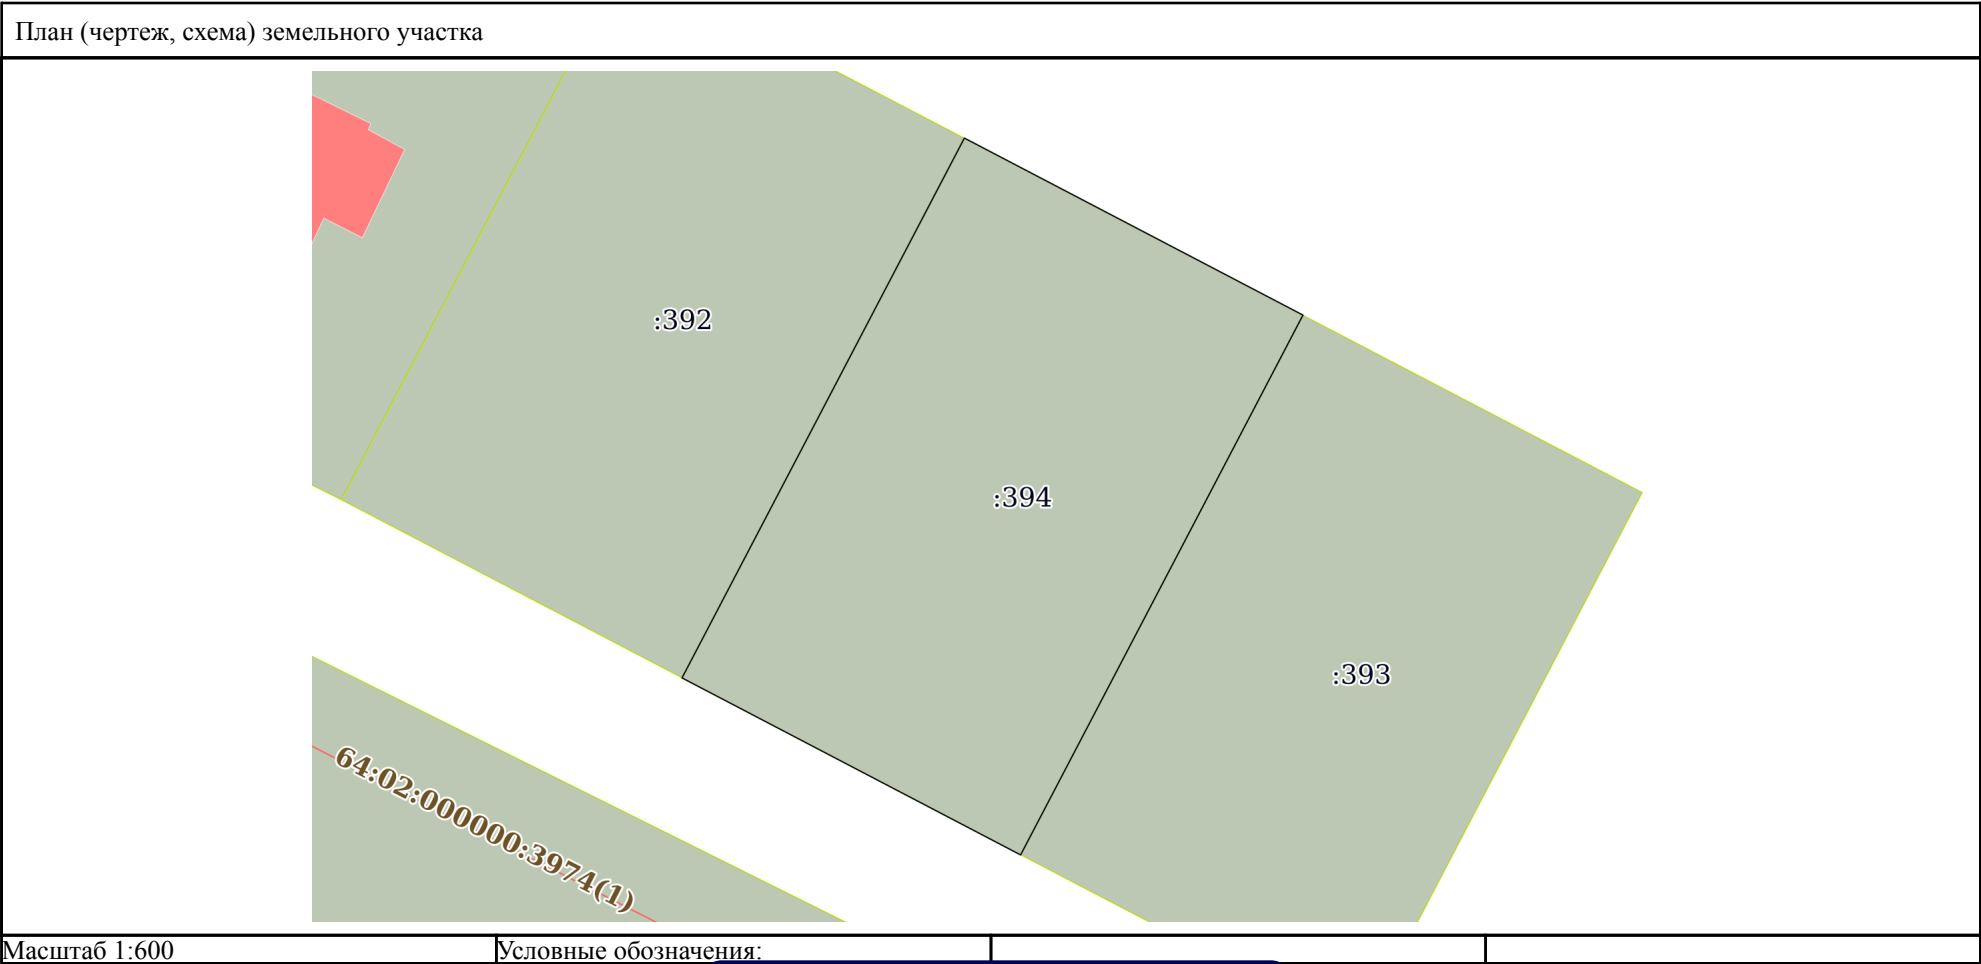 План (чертеж, схема) земельного участка
:392
:394
:393
64:02:000000:3974(1)
Масштаб 1:600
Условные обозначения: